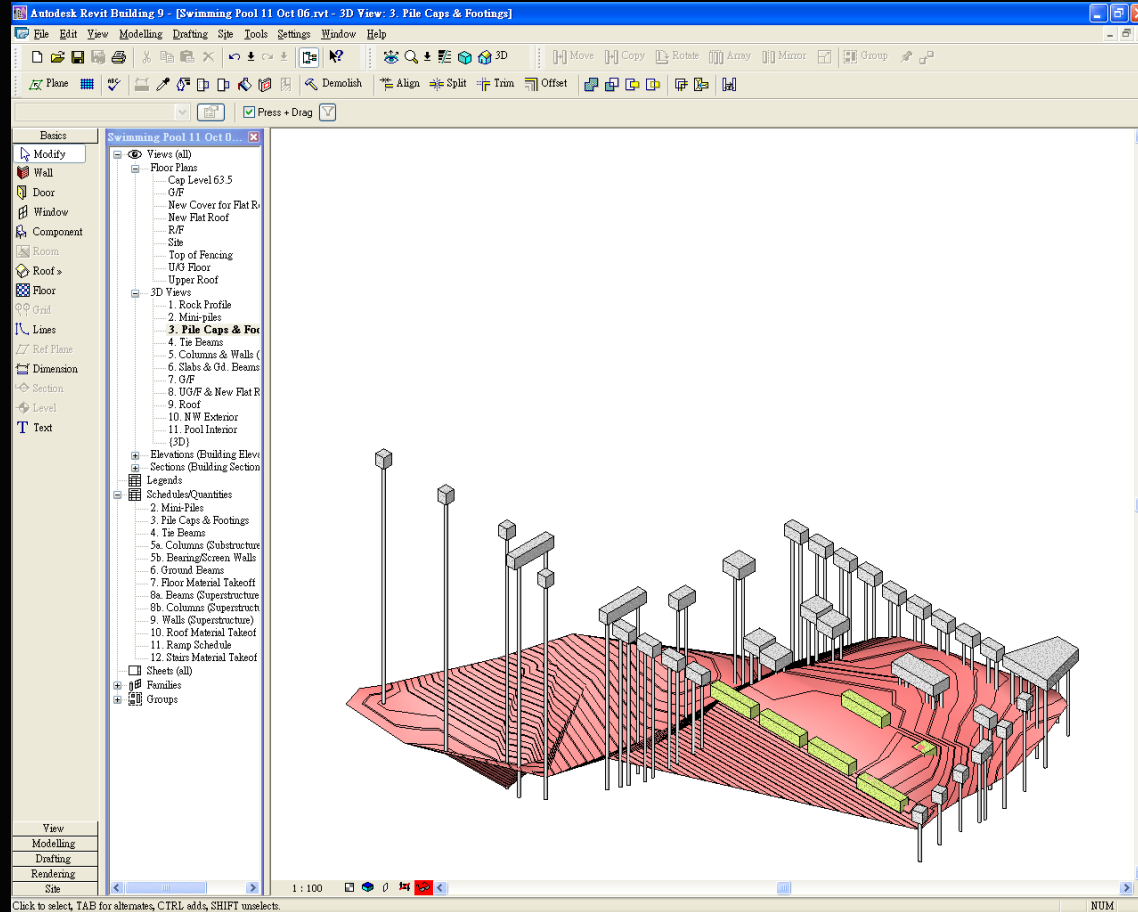 Autodesk Revit Building 9 - [Swimming Pool 11 Oct 06.rvt - 3D View: 3. Pile Caps & Footings]
File Edit View Modelling Drafting Site Tools Settings Window Help
3D Move Copy Rotate Array Mirror Group
Plane Demolish Align Split Trim Offset
Press + Drag
Basics
Modify
Wall
Door
Window
Component
Room
Roof »
Floor
Grid
Lines
Ref Plane
Dimension
Section
Level
Text
View
Modelling
Drafting
Rendering
Site
Swimming Pool 11 Oct 0...
Views (all)
Floor Plans
Cap Level 63.5
G/F
New Cover for Flat R
New Flat Roof
R/F
Site
Top of Fencing
U/G Floor
Upper Roof
3D Views
1. Rock Profile
2. Mini-piles
3. Pile Caps & Foo
4. Tie Beams
5. Columns & Walls (
6. Slabs & Gd. Beams
7. G/F
8. UG/F & New Flat R
9. Roof
10. NW Exterior
11. Pool Interior
{3D}
Elevations (Building Eleva
Sections (Building Section
Legends
Schedules/Quantities
2. Mini-Piles
3. Pile Caps & Footings
4. Tie Beams
5a. Columns (Substructure
5b. Bearing/Screen Walls
6. Ground Beams
7. Floor Material Takeoff
8a. Beams (Superstructure
8b. Columns (Superstruct
9. Walls (Superstructure)
10. Roof Material Takeof
11. Ramp Schedule
12. Stairs Material Takeof
Sheets (all)
Families
Groups
1 : 100
Click to select, TAB for alternates, CTRL adds, SHIFT unselects.
NUM